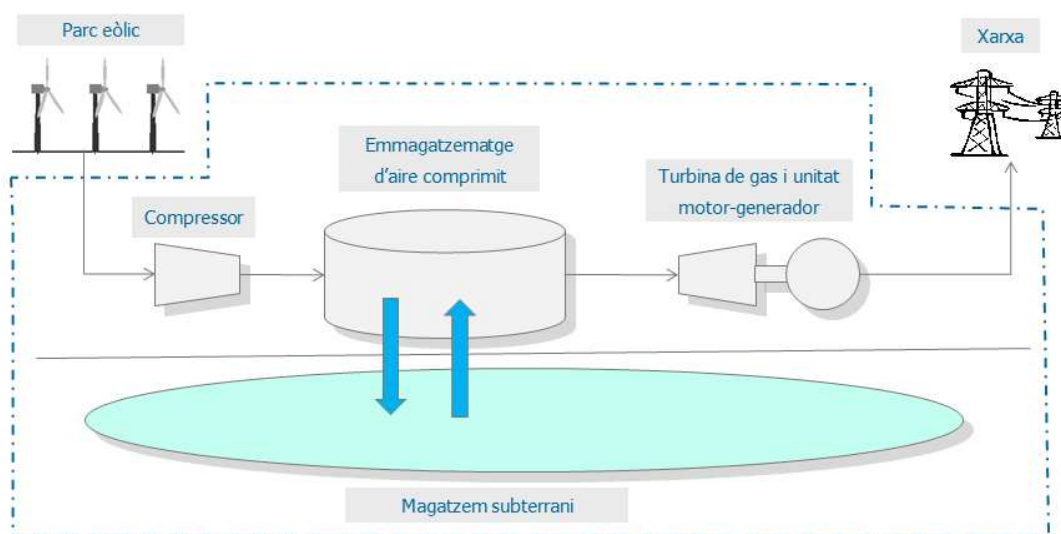 Parc eòlic
Xarxa
Emmagatzematge
d'aire comprimit
Turbina de gas i unitat
motor-generador
Compressor
Magatzem subterrani